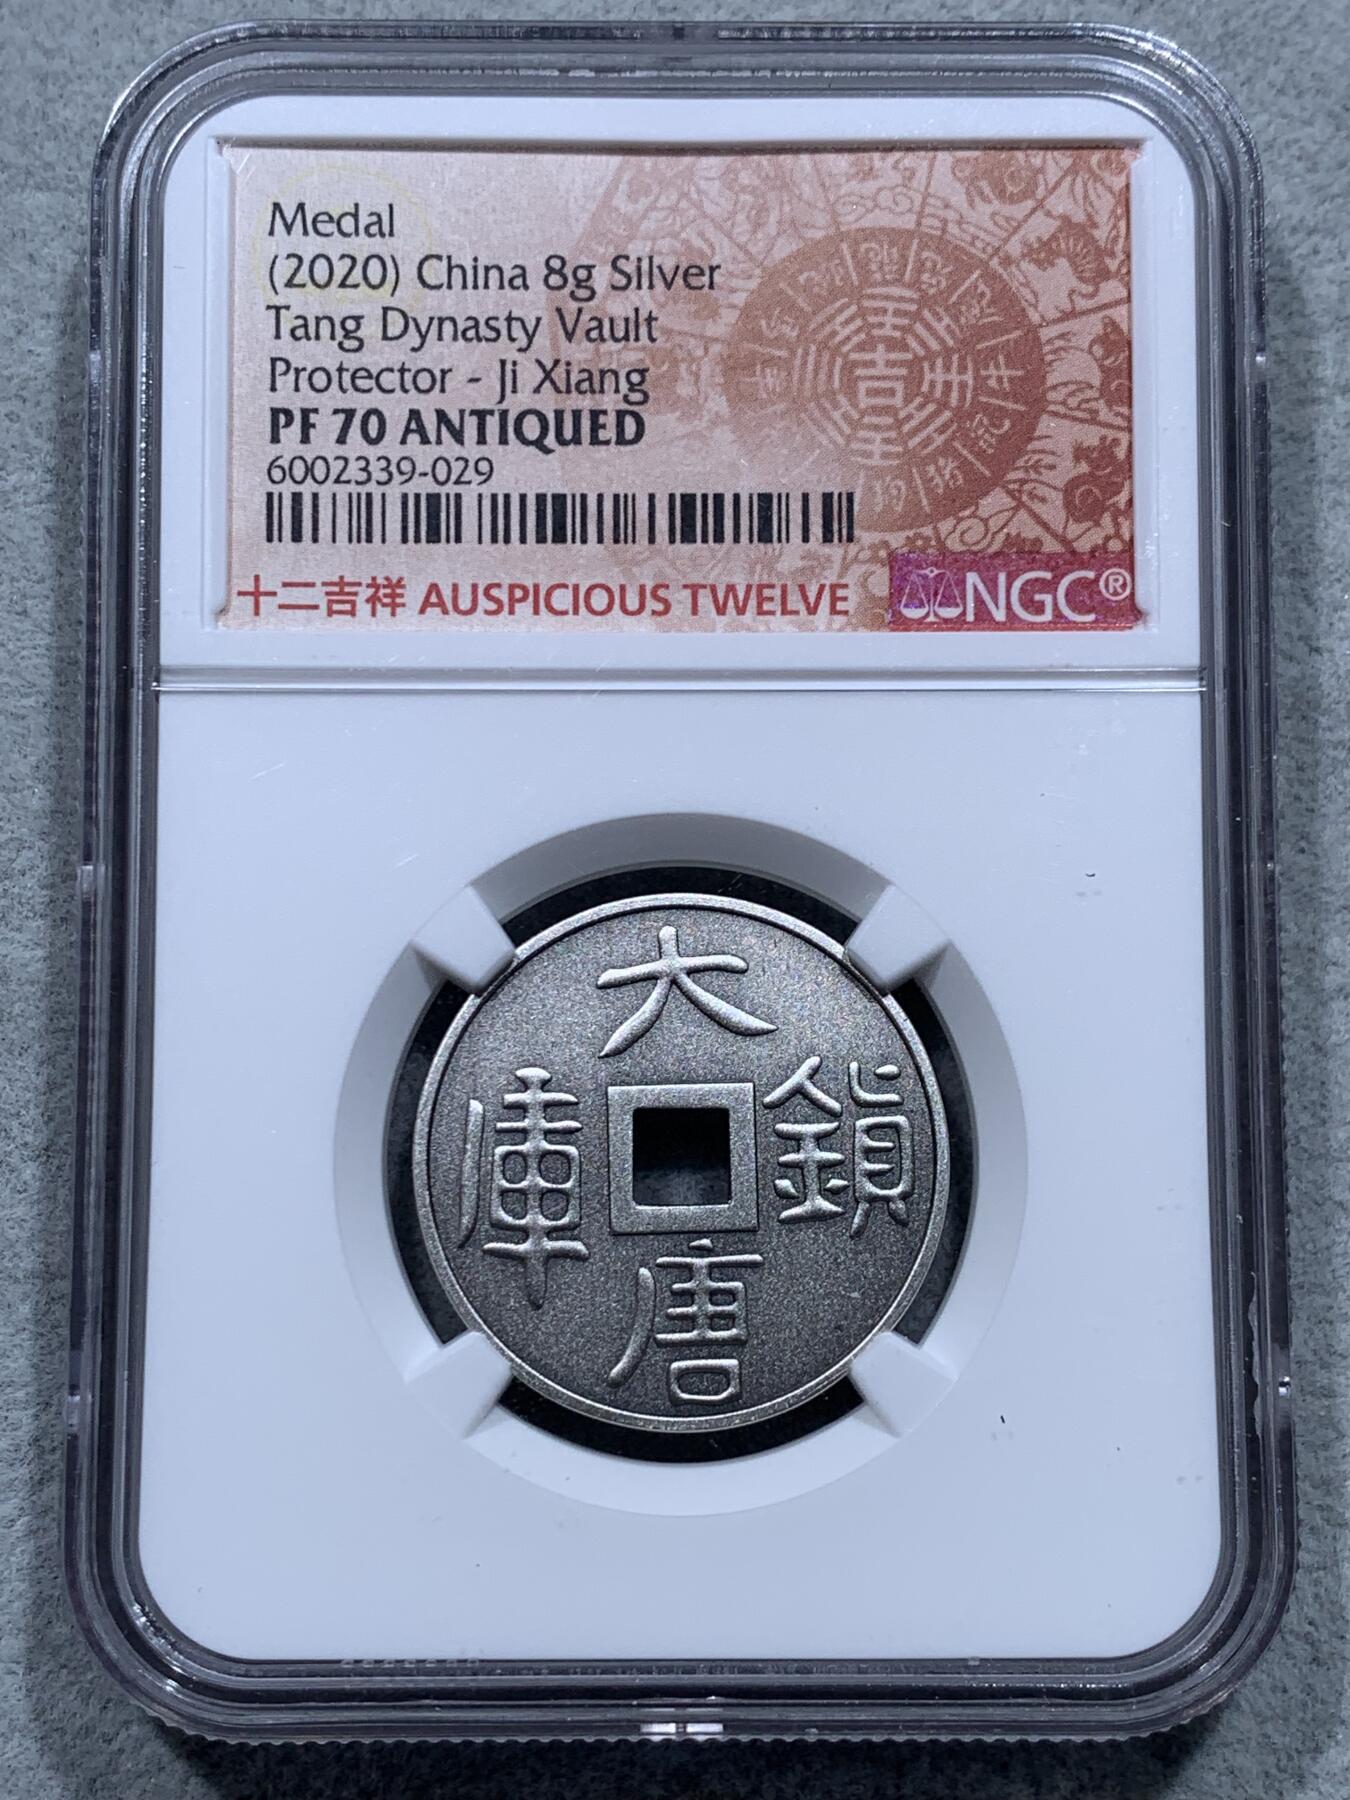 Medal
(2020) China 8g Silver
Tang Dynasty Vault
Protector - Ji Xiang
PF 70 ANTIQUED
6002339-029
十二吉祥 AUSPICIOUS TWELVE NGC®
吉
大
庫 鎮
唐